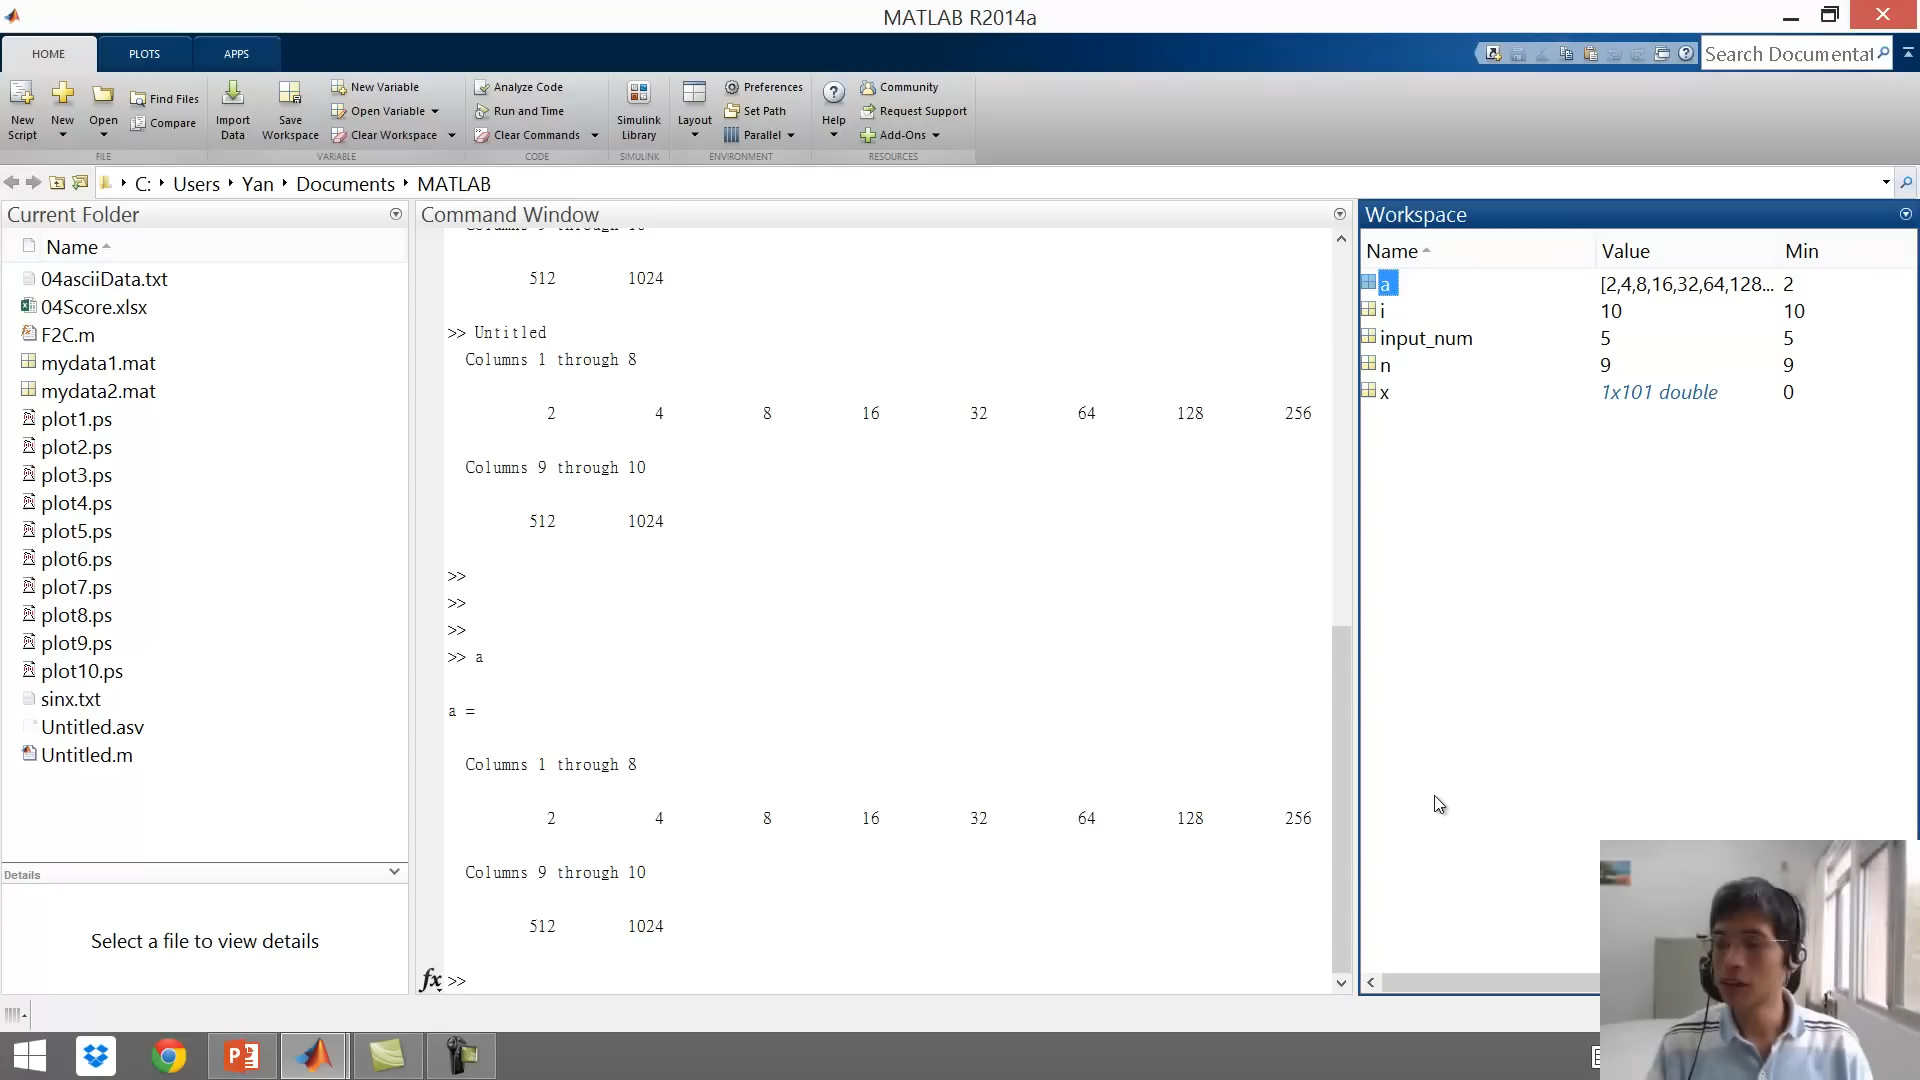 MATLAB R2014a
HOME PLOTS APPS
Search Documentat
New Script
New
Open
Find Files
Compare
Import Data
Save Workspace
New Variable
Open Variable
Clear Workspace
Analyze Code
Run and Time
Clear Commands
Simulink Library
Layout
Preferences
Set Path
Parallel
Help
Community
Request Support
Add-Ons
FILE VARIABLE CODE SIMULINK ENVIRONMENT RESOURCES
C: Users Yan Documents MATLAB
Current Folder
Name
04asciiData.txt
04Score.xlsx
F2C.m
mydata1.mat
mydata2.mat
plot1.ps
plot2.ps
plot3.ps
plot4.ps
plot5.ps
plot6.ps
plot7.ps
plot8.ps
plot9.ps
plot10.ps
sinx.txt
Untitled.asv
Untitled.m
Details
Select a file to view details
Command Window
512 1024
>> Untitled
Columns 1 through 8
2 4 8 16 32 64 128 256
Columns 9 through 10
512 1024
>>
>>
>>
>> a
a =
Columns 1 through 8
2 4 8 16 32 64 128 256
Columns 9 through 10
512 1024
fx >>
Workspace
Name Value Min
a [2,4,8,16,32,64,128... 2
i 10 10
input_num 5 5
n 9 9
x 1x101 double 0